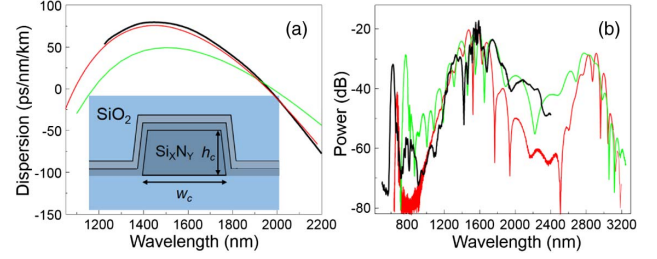 (a)
Dispersion (ps/nm/km)
100
50
0
-50
-100
-150
SiO2
SiXNY
hc
wc
1200 1400 1600 1800 2000 2200
Wavelength (nm)
(b)
Power (dB)
-20
-40
-60
-80
400 800 1200 1600 2000 2400 2800 3200
Wavelength (nm)